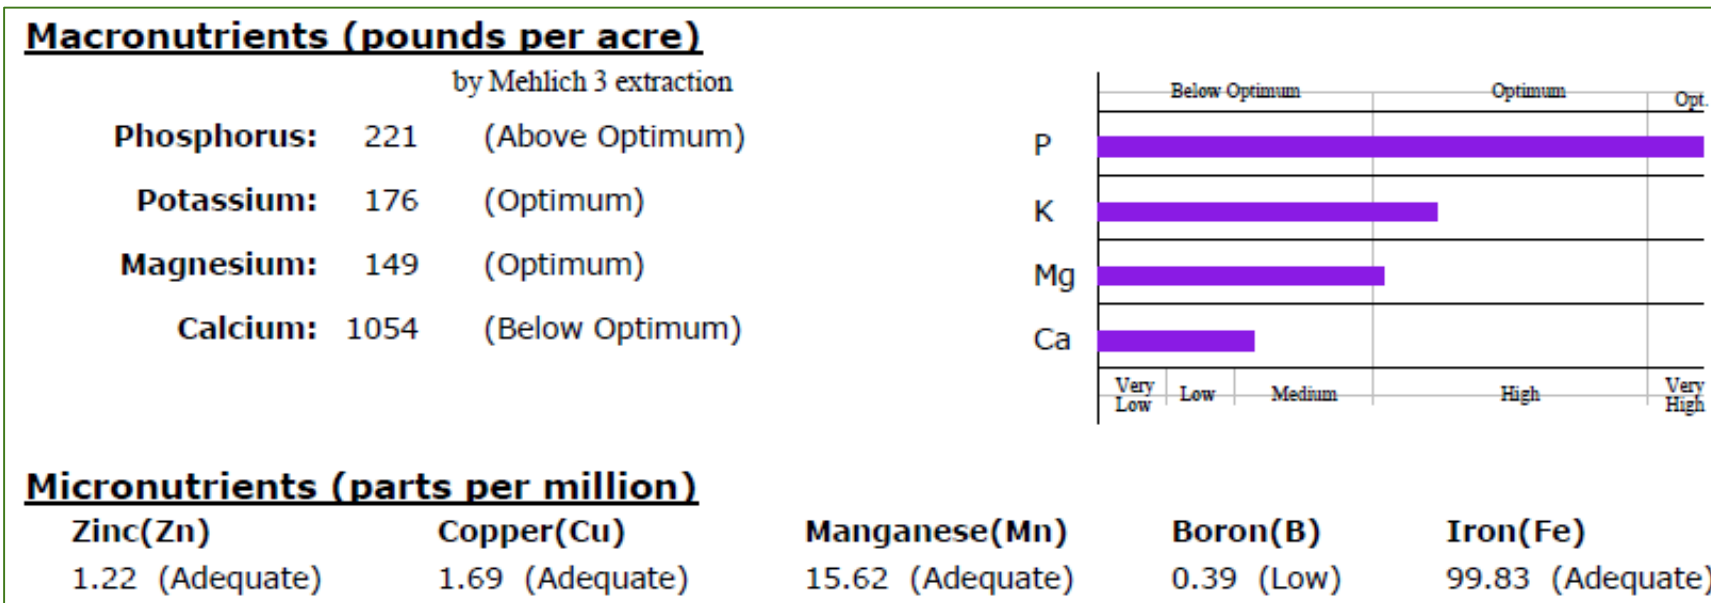 Macronutrients (pounds per acre)
by Mehlich 3 extraction
Phosphorus: 221 (Above Optimum)
Potassium: 176 (Optimum)
Magnesium: 149 (Optimum)
Calcium: 1054 (Below Optimum)
Below Optimum Optimum Opt.
P
K
Mg
Ca
Very Low Low Medium High Very High
Micronutrients (parts per million)
Zinc(Zn) Copper(Cu) Manganese(Mn) Boron(B) Iron(Fe)
1.22 (Adequate) 1.69 (Adequate) 15.62 (Adequate) 0.39 (Low) 99.83 (Adequate)